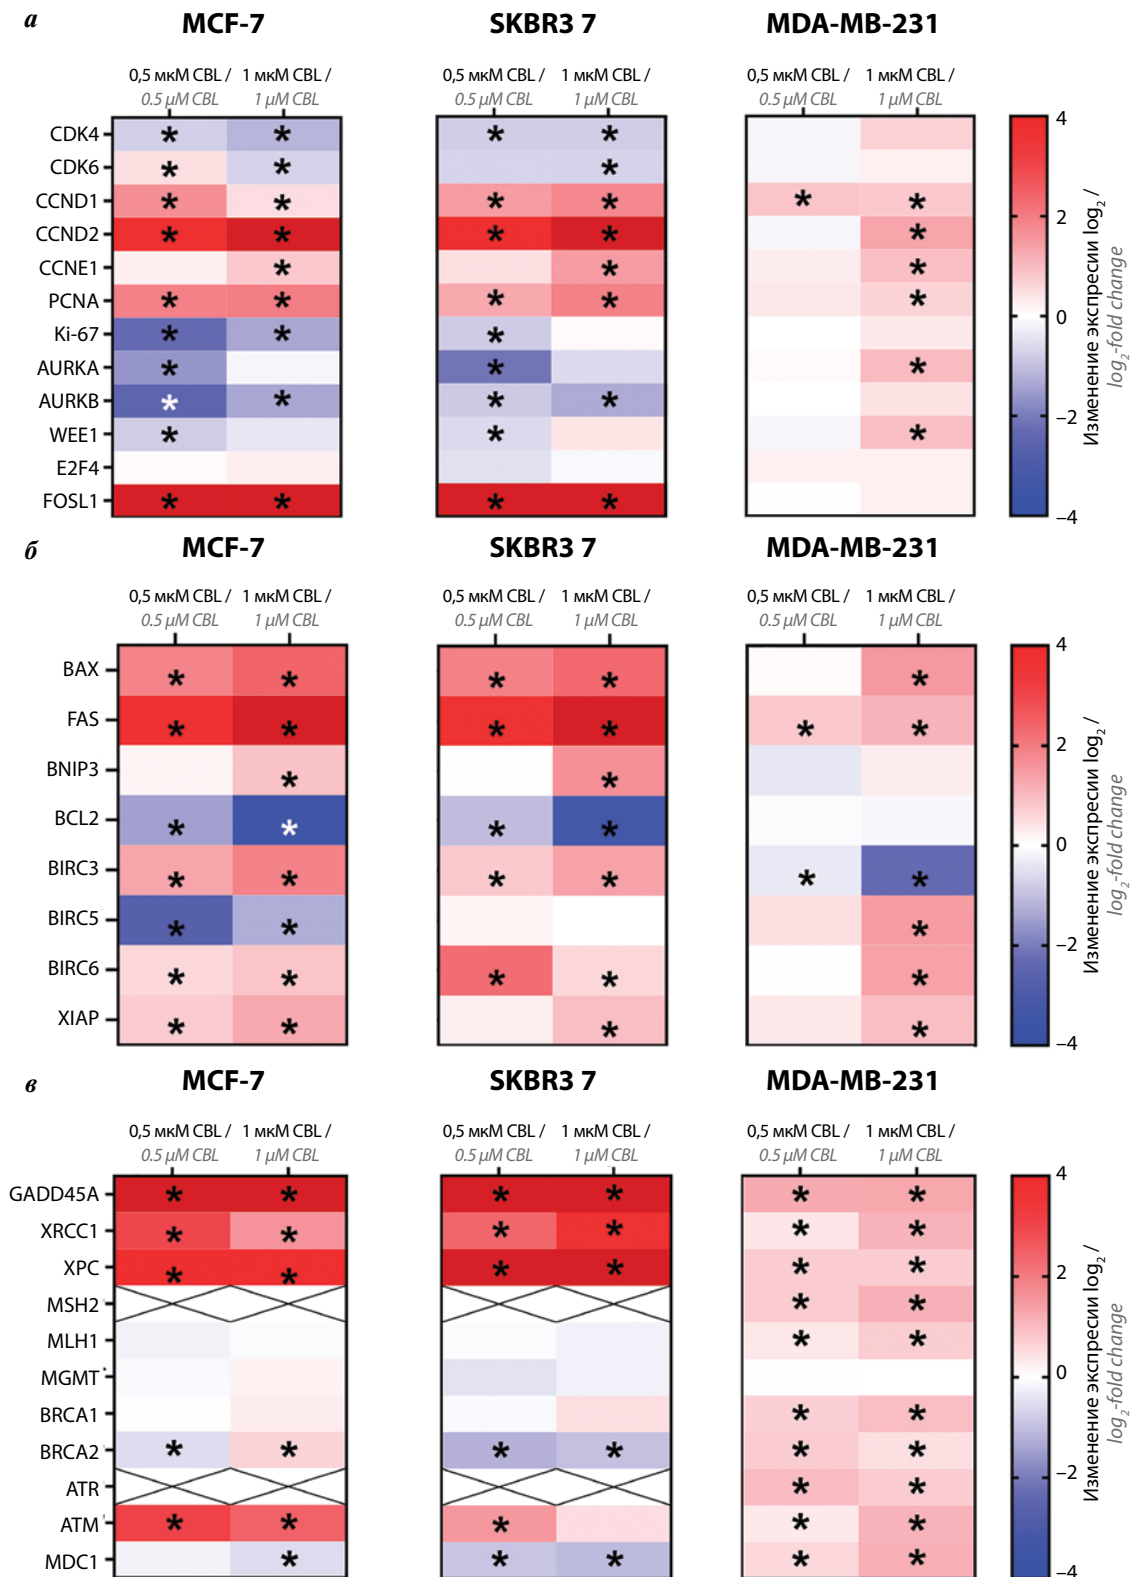 а MCF-7 SKBR3 7 MDA-MB-231
0,5 мкМ CBL / 1 мкМ CBL / 0,5 мкМ CBL / 1 мкМ CBL / 0,5 мкМ CBL / 1 мкМ CBL /
0.5 µM CBL 1 µM CBL 0.5 µM CBL 1 µM CBL 0.5 µM CBL 1 µM CBL
CDK4 * * * *
CDK6 * * *
CCND1 * * * * * *
CCND2 * * * * *
CCNE1 * * *
PCNA * * * * *
Ki-67 * * *
AURKA * * *
AURKB * * * *
WEE1 * * *
E2F4
FOSL1 * * * *
4
2
0
−2
−4
Изменение экспресии log2 /
log2-fold change
б MCF-7 SKBR3 7 MDA-MB-231
0,5 мкМ CBL / 1 мкМ CBL / 0,5 мкМ CBL / 1 мкМ CBL / 0,5 мкМ CBL / 1 мкМ CBL /
0.5 µM CBL 1 µM CBL 0.5 µM CBL 1 µM CBL 0.5 µM CBL 1 µM CBL
BAX * * * * *
FAS * * * * * *
BNIP3 * *
BCL2 * * * *
BIRC3 * * * * * *
BIRC5 * * *
BIRC6 * * * * *
XIAP * * * *
4
2
0
−2
−4
Изменение экспресии log2 /
log2-fold change
в MCF-7 SKBR3 7 MDA-MB-231
0,5 мкМ CBL / 1 мкМ CBL / 0,5 мкМ CBL / 1 мкМ CBL / 0,5 мкМ CBL / 1 мкМ CBL /
0.5 µM CBL 1 µM CBL 0.5 µM CBL 1 µM CBL 0.5 µM CBL 1 µM CBL
GADD45A * * * * * *
XRCC1 * * * * * *
XPC * * * * * *
MSH2 * *
MLH1 * *
MGMT
BRCA1 * *
BRCA2 * * * * * *
ATR * *
ATM * * * * *
MDC1 * * * * *
4
2
0
−2
−4
Изменение экспресии log2 /
log2-fold change